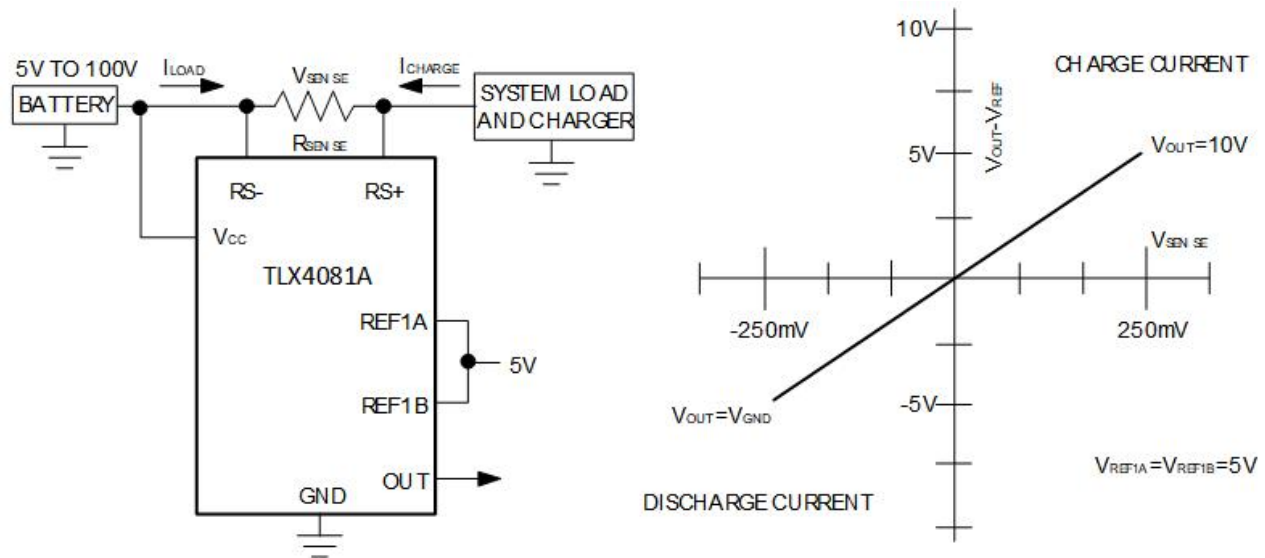 5V TO 100V
BATTERY
ILOAD
VSENSE
RSENSE
ICHARGE
SYSTEM LOAD
AND CHARGER
RS-
RS+
VCC
TLX4081A
REF1A
REF1B
5V
OUT
GND
10V
VOUT-VREF
CHARGE CURRENT
5V
VOUT=10V
VSENSE
-250mV
250mV
VOUT=VGND
-5V
VREF1A=VREF1B=5V
DISCHARGE CURRENT